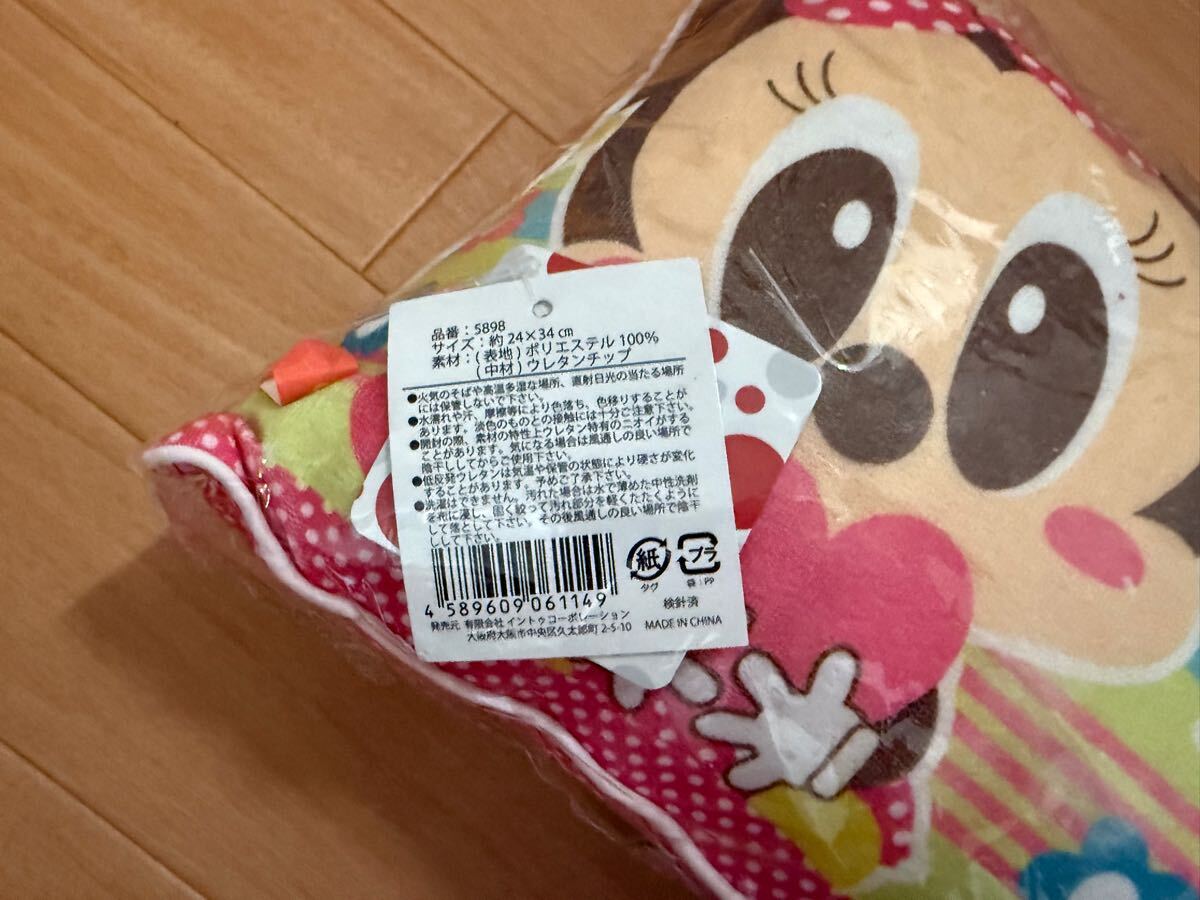 品番：5898
サイズ：約24×34㎝
素材：(表地)ポリエステル100%
(中材)ウレタンチップ
●火気のそばや高温多湿な場所、直射日光の当たる場所
には保管しないで下さい。
●水濡れや汗、摩擦等により色落ち、色移りすることが
あります。淡色のものとの接触には十分ご注意下さい。
●開封の際、素材の特性上ウレタン特有のニオイがする
ことがあります。気になる場合は風通しの良い場所で
陰干ししてからご使用下さい。
●低反発ウレタンは気温や保管の状態により硬さが変化
することがあります。予めご了承下さい。
●洗濯はできません。汚れた場合は水で薄めた中性洗剤
を布に浸し、固く絞って汚れ部分を軽くたたくように
して落として下さい。その後風通しの良い場所で陰干
しして下さい。
紙
タグ
プラ
袋：PP
4 589609 061149
検針済
発売元 有限会社イントゥコーポレーション
大阪府大阪市中央区久太郎町2-5-10
MADE IN CHINA